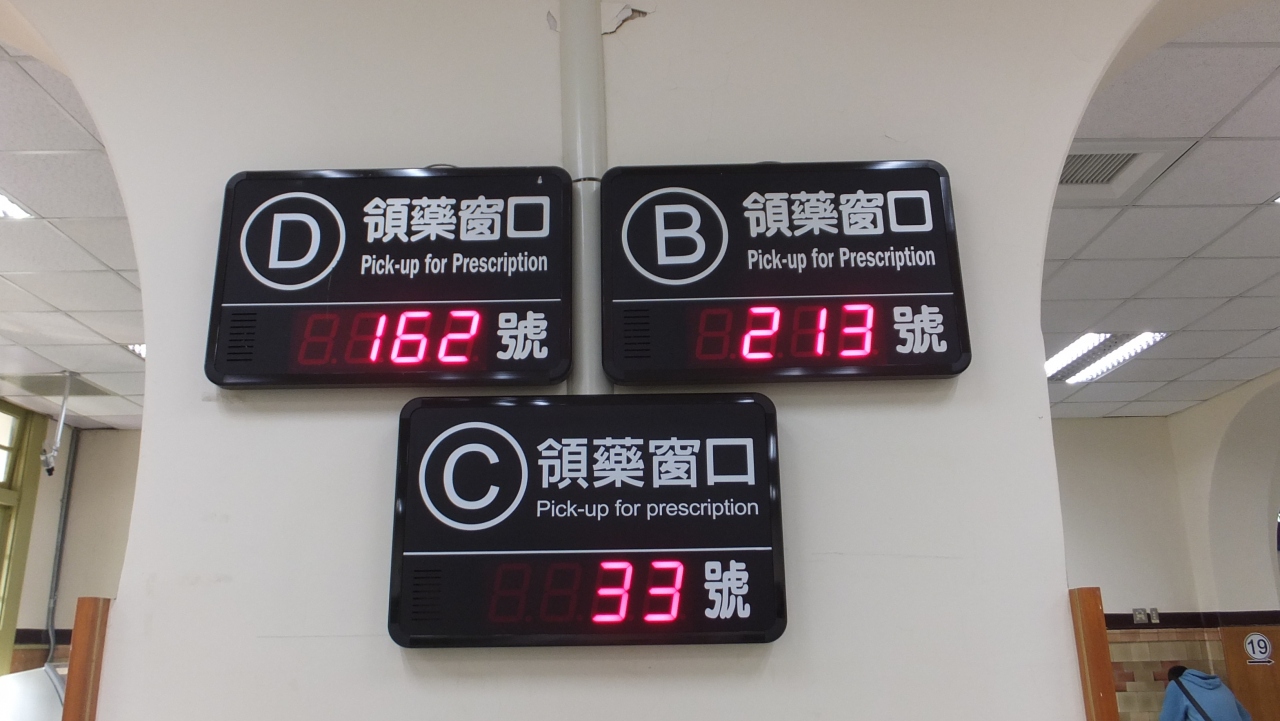 D 領藥窗口
Pick-up for Prescription
162 號
B 領藥窗口
Pick-up for Prescription
213 號
C 領藥窗口
Pick-up for prescription
33 號
19